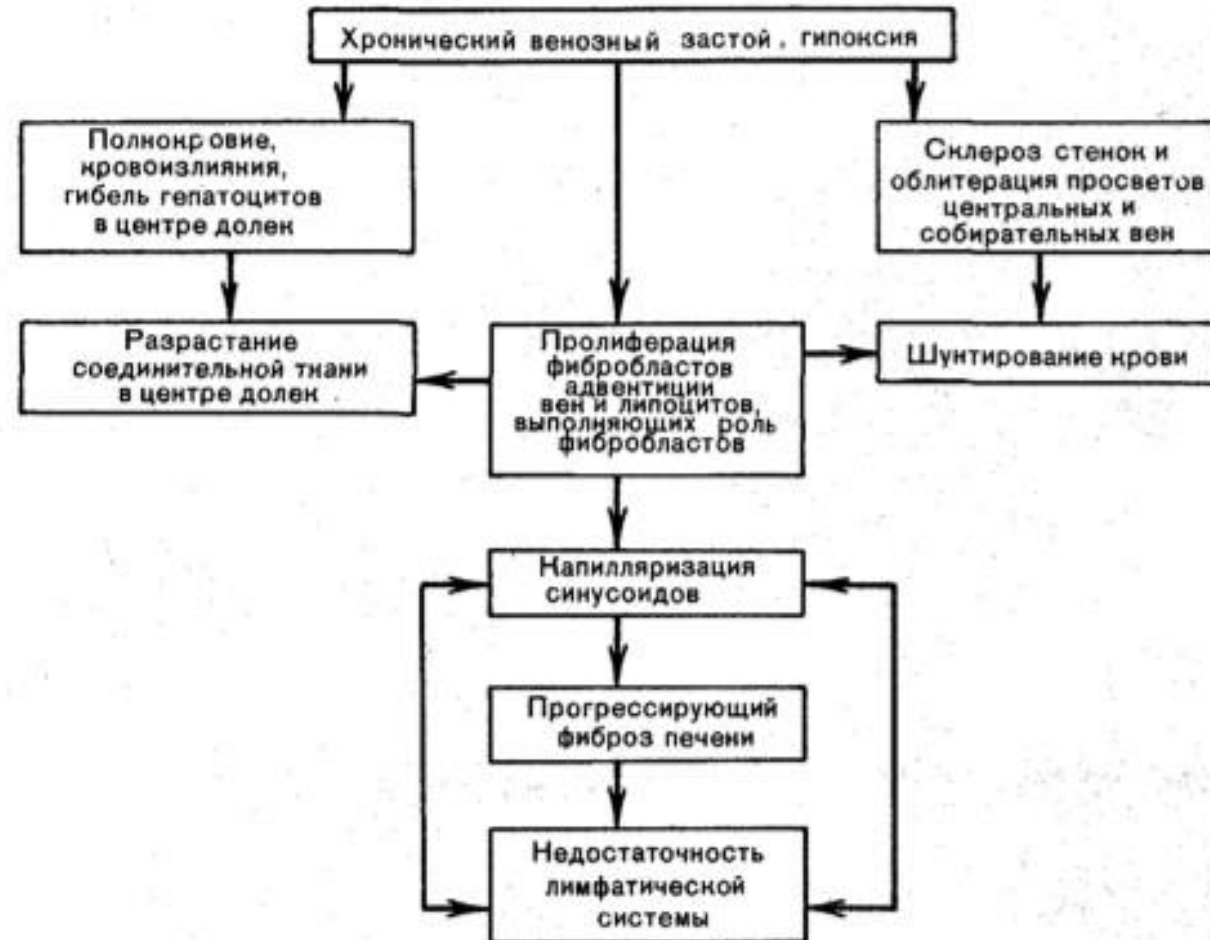 Хронический венозный застой, гипоксия
Полнокровие,
кровоизлияния,
гибель гепатоцитов
в центре долек
Склероз стенок и
облитерация просветов
центральных и
собирательных вен
Разрастание
соединительной ткани
в центре долек
Пролиферация
фибробластов
адвентиции
вен и липоцитов,
выполняющих роль
фибробластов
Шунтирование крови
Капилляризация
синусоидов
Прогрессирующий
фиброз печени
Недостаточность
лимфатической
системы